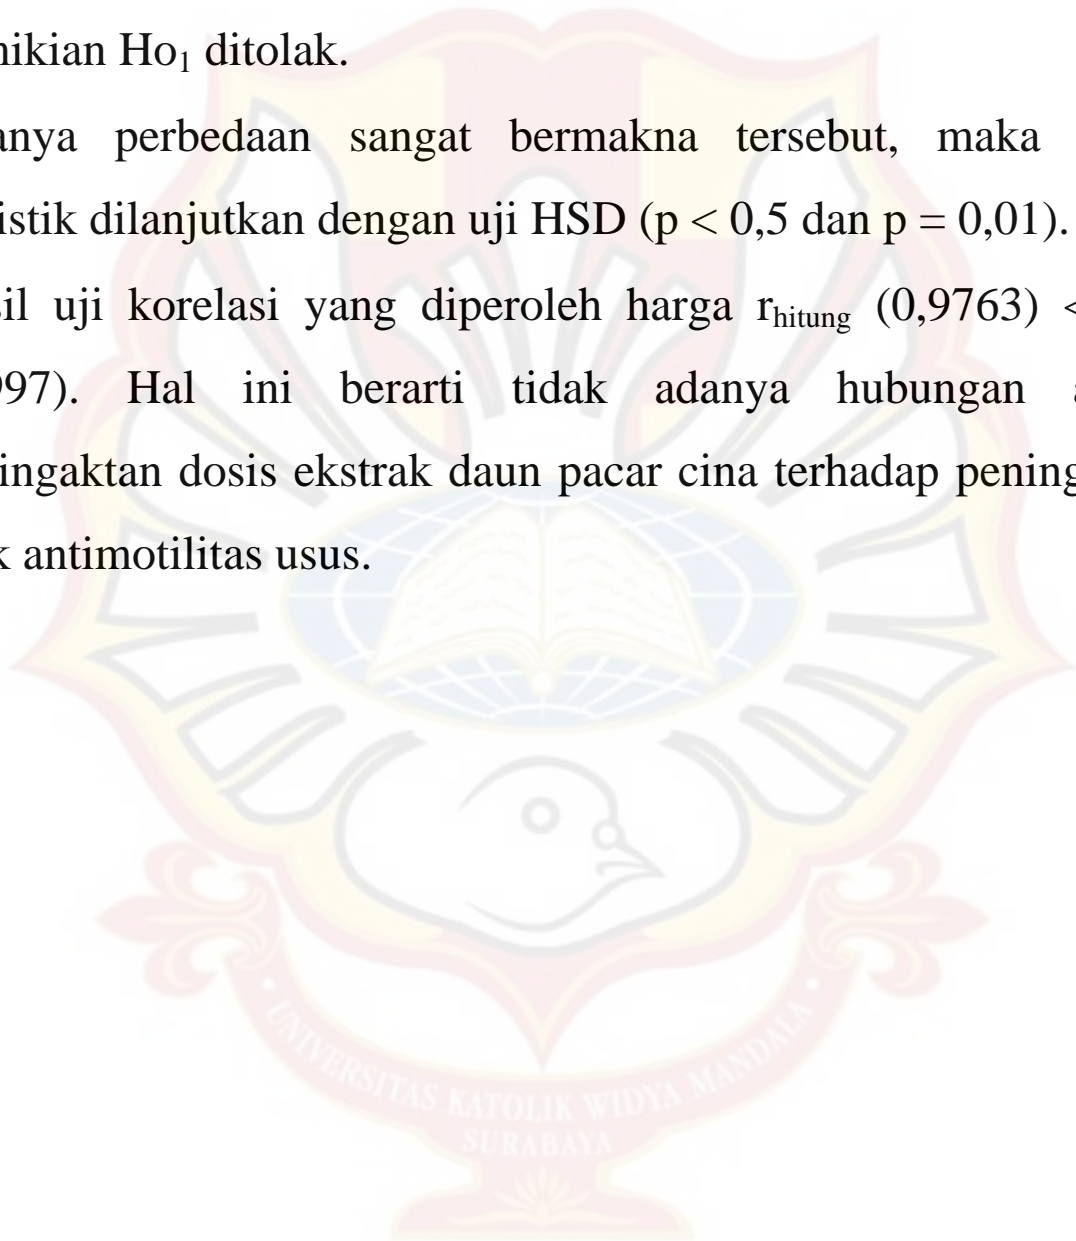 nikian Ho₁ ditolak.
anya perbedaan sangat bermakna tersebut, maka
istik dilanjutkan dengan uji HSD (p < 0,5 dan p = 0,01).
sil uji korelasi yang diperoleh harga rhitung (0,9763) <
997). Hal ini berarti tidak adanya hubungan a
ingaktan dosis ekstrak daun pacar cina terhadap pening
k antimotilitas usus.
UNIVERSITAS KATOLIK WIDYA MANDALA
SURABAYA